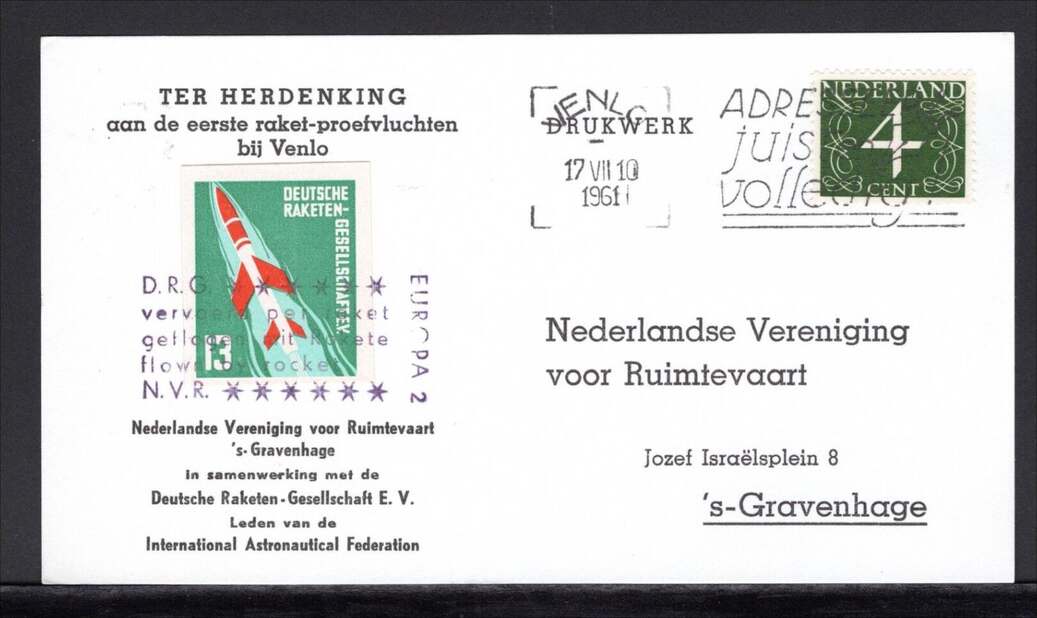 TER HERDENKING
aan de eerste raket-proefvluchten
bij Venlo
DEUTSCHE
RAKETEN-
GESELLSCHAFT E.V.
13
D.R.G. ✶ ✶ ✶ ✶ ✶ ✶
vervoerd per raket
geflogen mit Rakete
flown by rocket
N.V.R. ✶ ✶ ✶ ✶ ✶ ✶
EUROPA 2
Nederlandse Vereniging voor Ruimtevaart
's-Gravenhage
in samenwerking met de
Deutsche Raketen-Gesellschaft E. V.
Leden van de
International Astronautical Federation
VENLO
DRUKWERK
17 VII 10
1961
juis
NEDERLAND
4
CENT
Nederlandse Vereniging
voor Ruimtevaart
Jozef Israëlsplein 8
's-Gravenhage